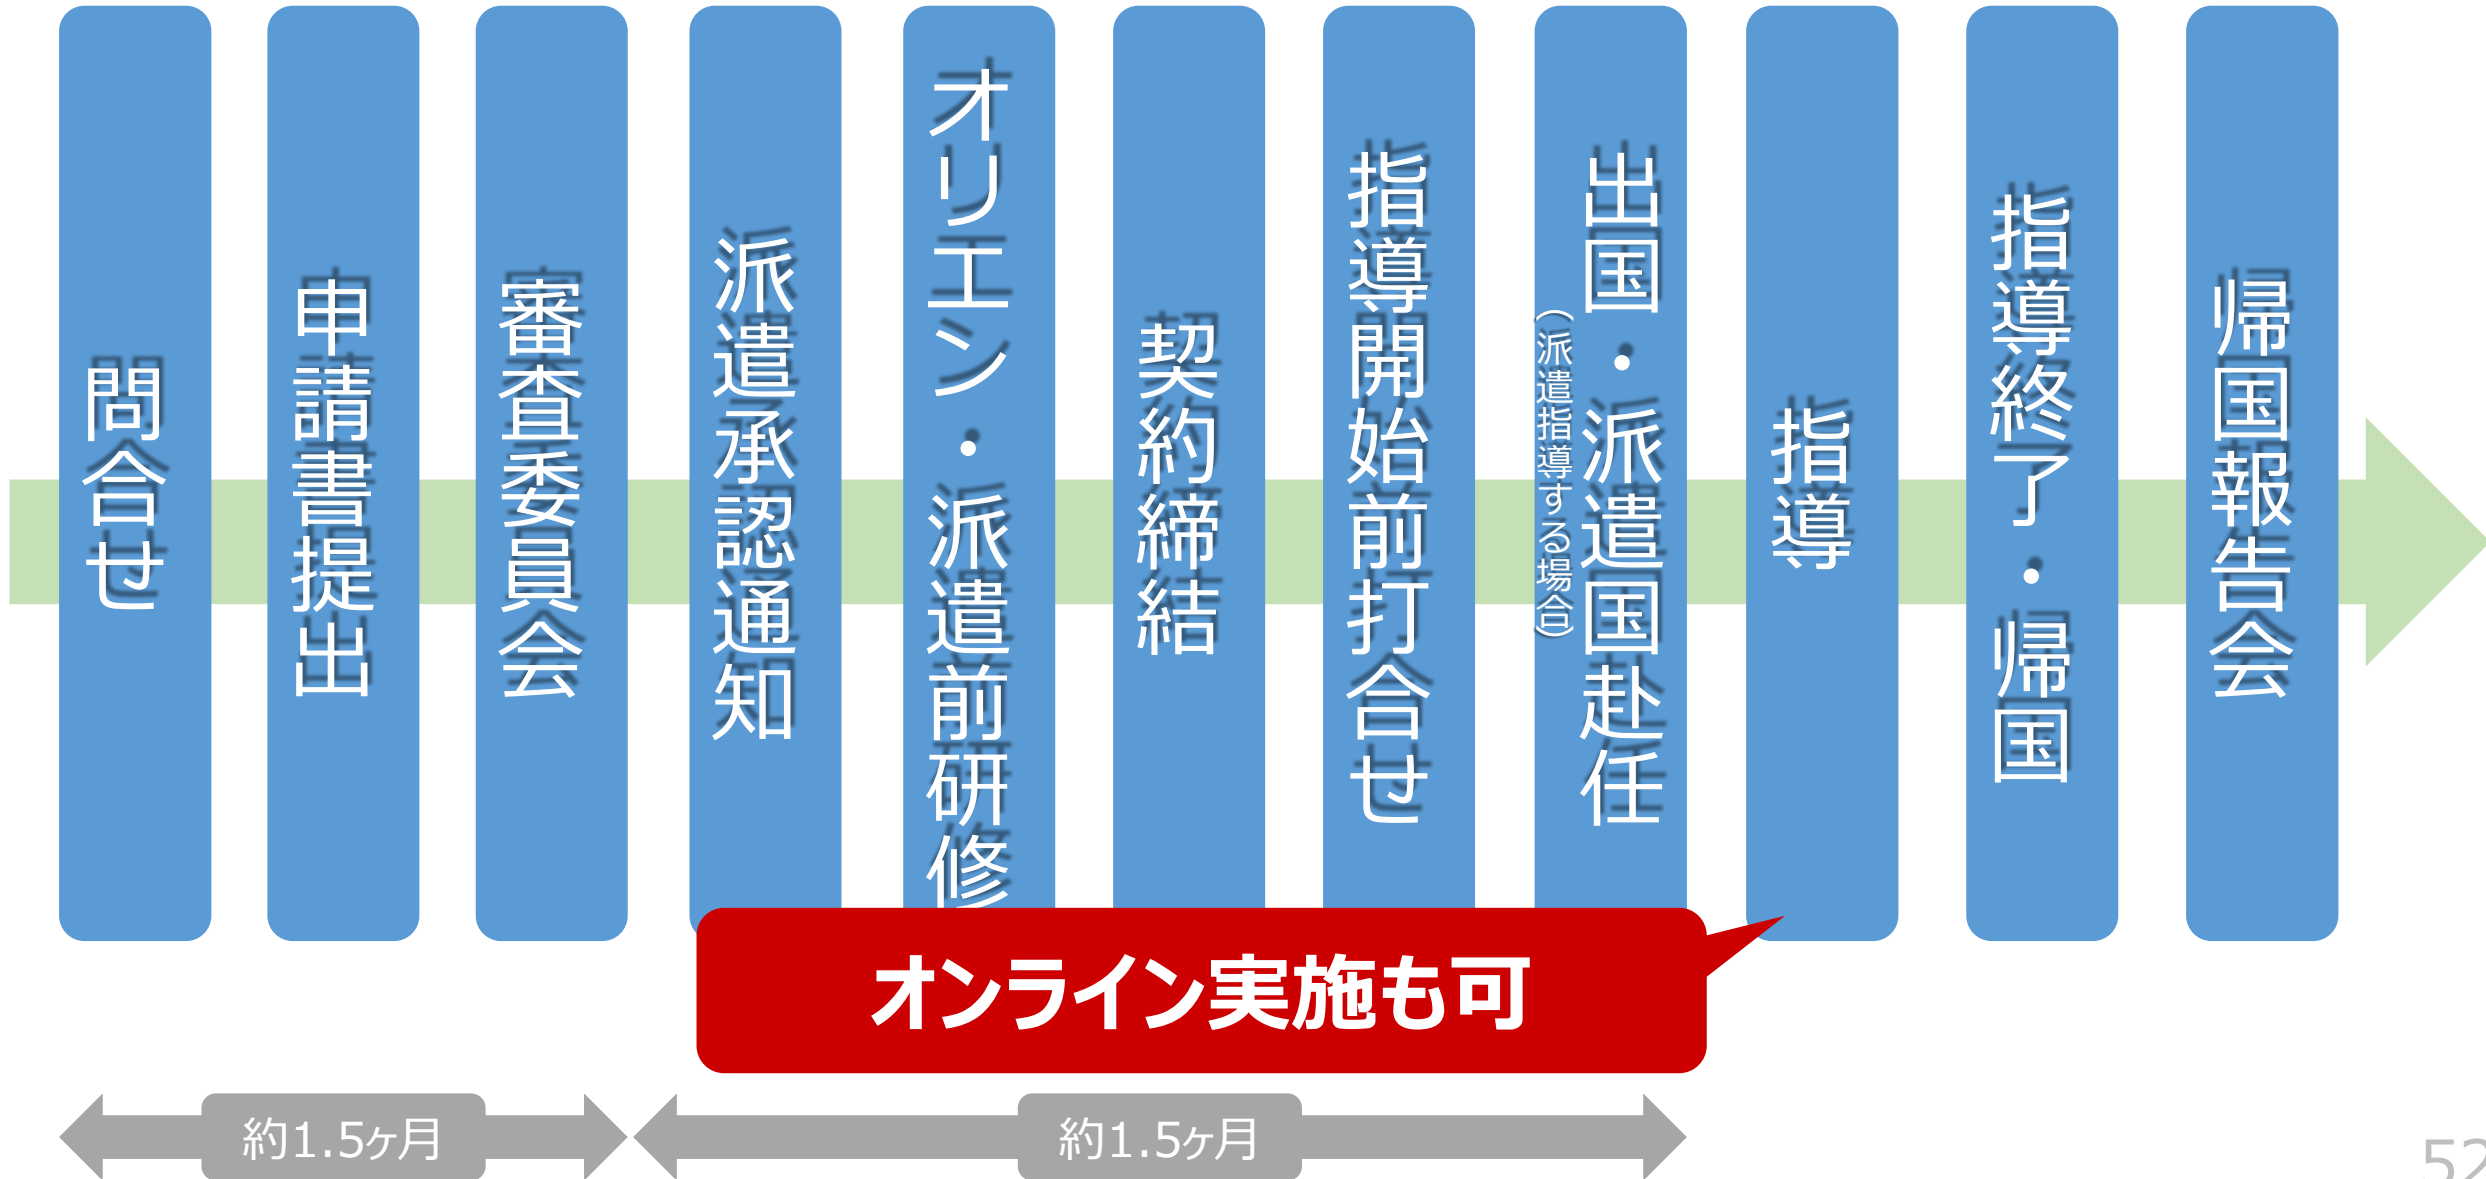 問合せ
申請書提出
審査委員会
派遣承認通知
オリエン・派遣前研修
契約締結
指導開始前打合せ
出国・派遣国赴任
（派遣指導する場合）
指導
指導終了・帰国
帰国報告会
オンライン実施も可
約1.5ヶ月
約1.5ヶ月
52